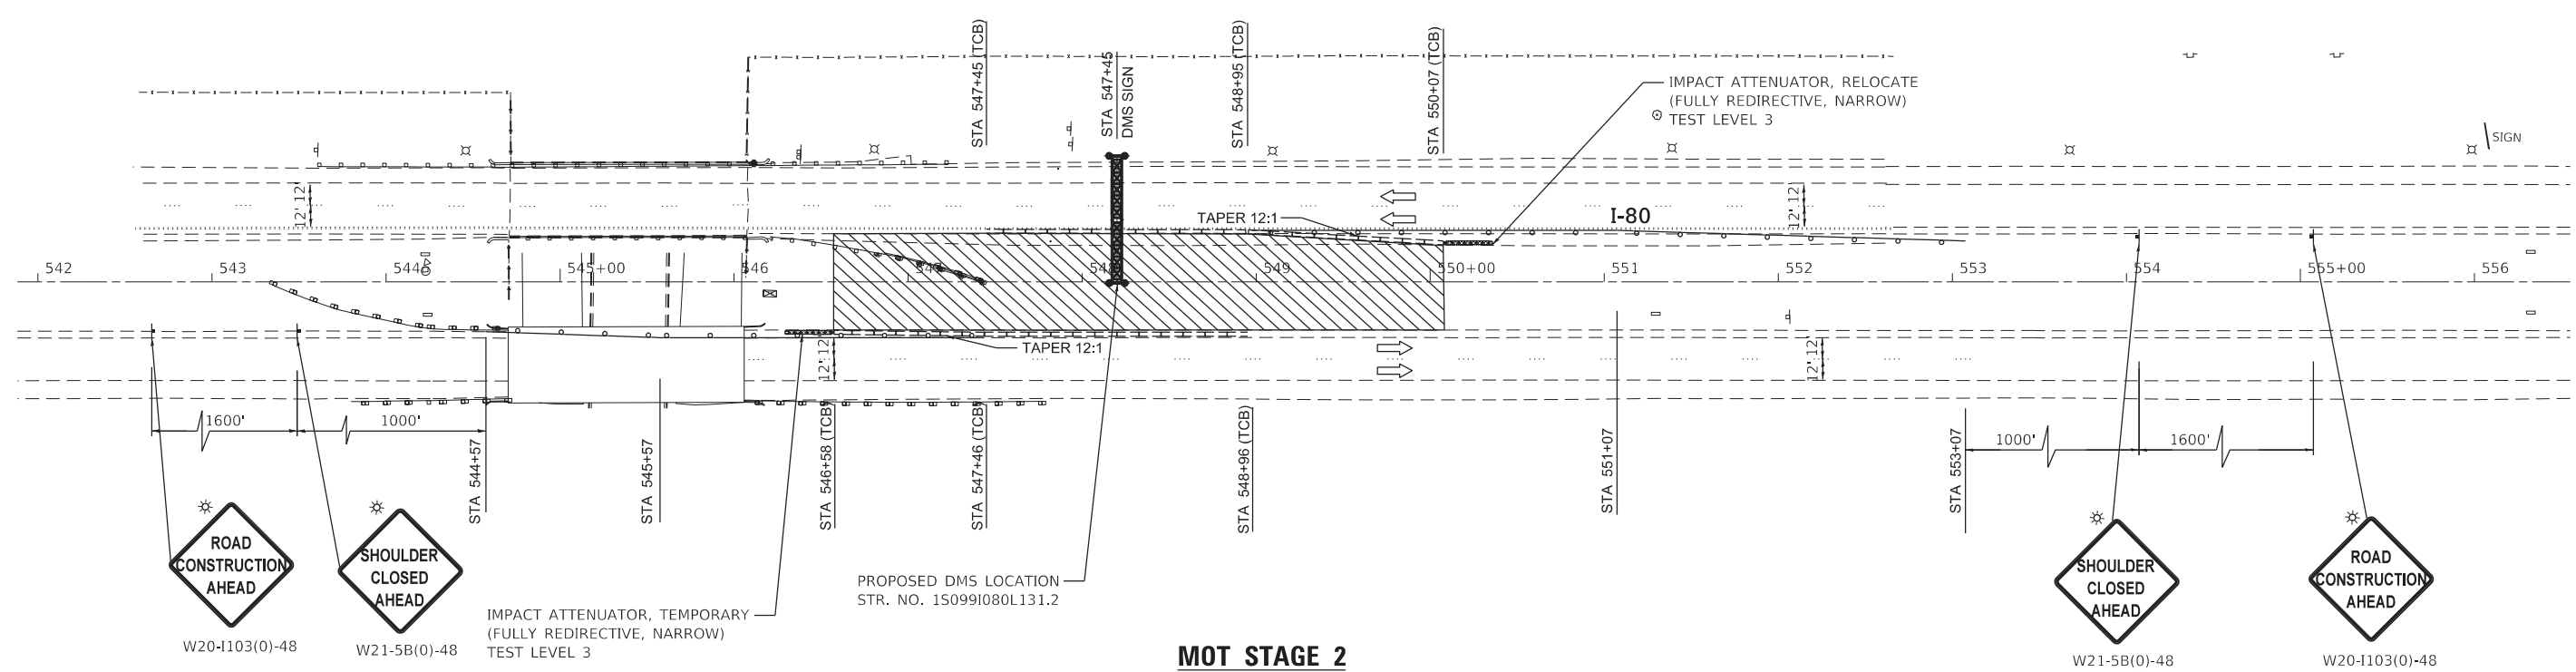 STA 547+45 (TCB)
STA 547+45
DMS SIGN
STA 548+95 (TCB)
STA 550+07 (TCB)
IMPACT ATTENUATOR, RELOCATE
(FULLY REDIRECTIVE, NARROW)
TEST LEVEL 3
SIGN
12' 12'
TAPER 12:1
I-80
12' 12'
542
543
545+00
546
549
550+00
551
552
553
554
555+00
556
TAPER 12:1
12' 12'
12' 12'
1600'
1000'
STA 544+57
STA 545+57
STA 546+58 (TCB)
STA 547+46 (TCB)
STA 548+96 (TCB)
STA 551+07
STA 553+07
1000'
1600'
ROAD
CONSTRUCTION
AHEAD
W20-I103(0)-48
SHOULDER
CLOSED
AHEAD
W21-5B(0)-48
IMPACT ATTENUATOR, TEMPORARY
(FULLY REDIRECTIVE, NARROW)
TEST LEVEL 3
PROPOSED DMS LOCATION
STR. NO. 1S099I080L131.2
SHOULDER
CLOSED
AHEAD
W21-5B(0)-48
ROAD
CONSTRUCTION
AHEAD
W20-I103(0)-48
MOT STAGE 2